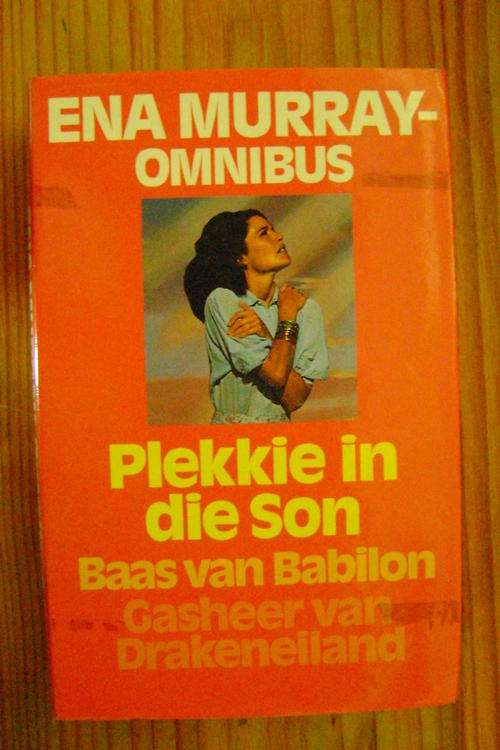 ENA MURRAY-
OMNIBUS
Plekkie in
die Son
Baas van Babilon
Gasheer van
Drakeneiland